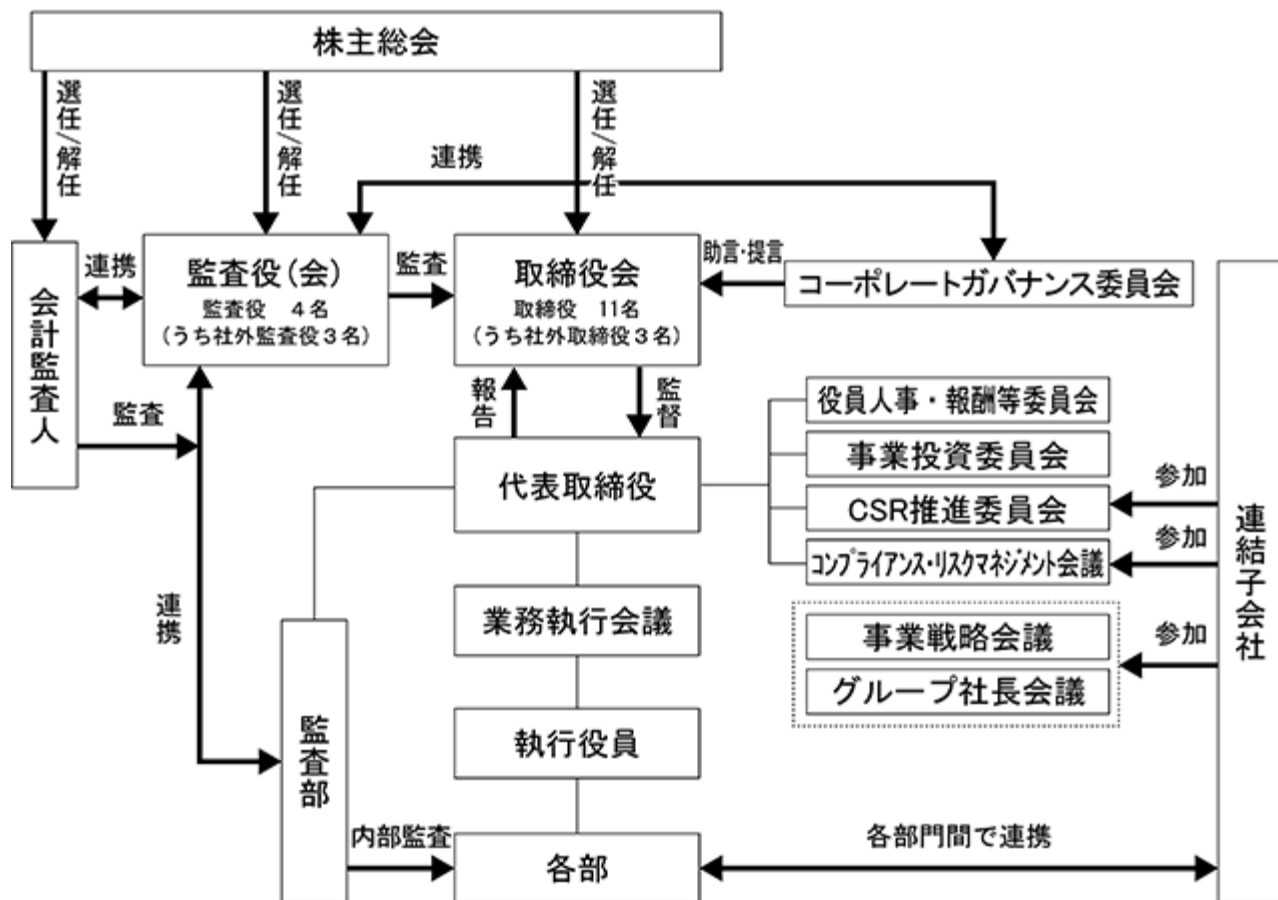 株主総会
選任/解任
選任/解任
選任/解任
連携
会計監査人
連携
監査役(会)
監査役 4名
(うち社外監査役3名)
監査
取締役会
取締役 11名
(うち社外取締役3名)
助言・提言
コーポレートガバナンス委員会
監査
報告
監督
代表取締役
役員人事・報酬等委員会
事業投資委員会
CSR推進委員会
コンプライアンス・リスクマネジメント会議
参加
参加
連結子会社
連携
業務執行会議
事業戦略会議
グループ社長会議
参加
執行役員
監査部
内部監査
各部
各部門間で連携